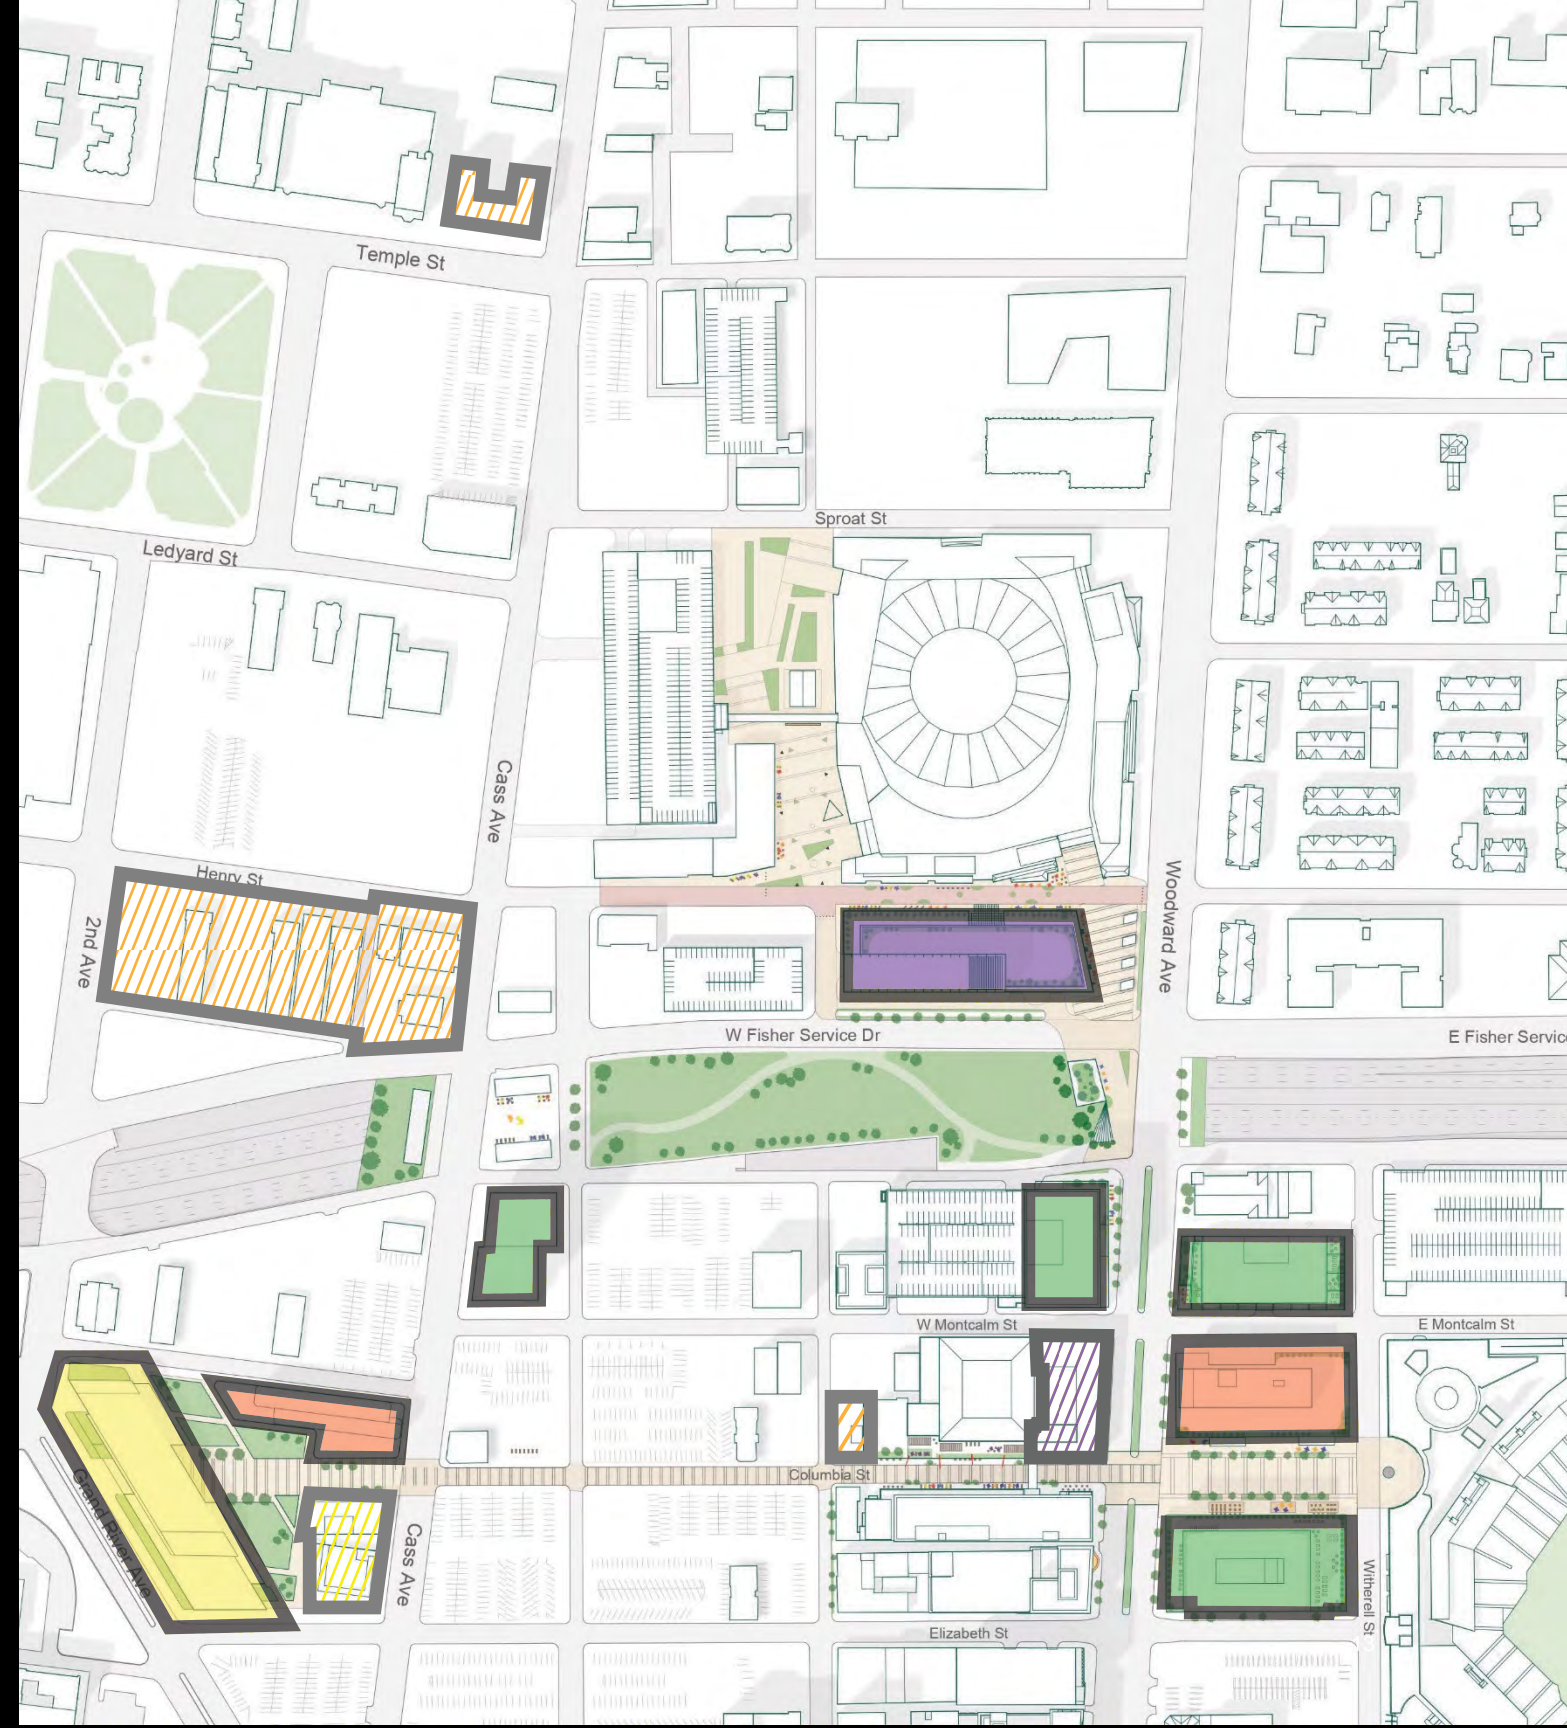 Temple St
Sproat St
Ledyard St
Cass Ave
Henry St
2nd Ave
Woodward Ave
W Fisher Service Dr
E Fisher Servic
W Montcalm St
E Montcalm St
Columbia St
Grand River Ave
Cass Ave
Witherell St
Elizabeth St